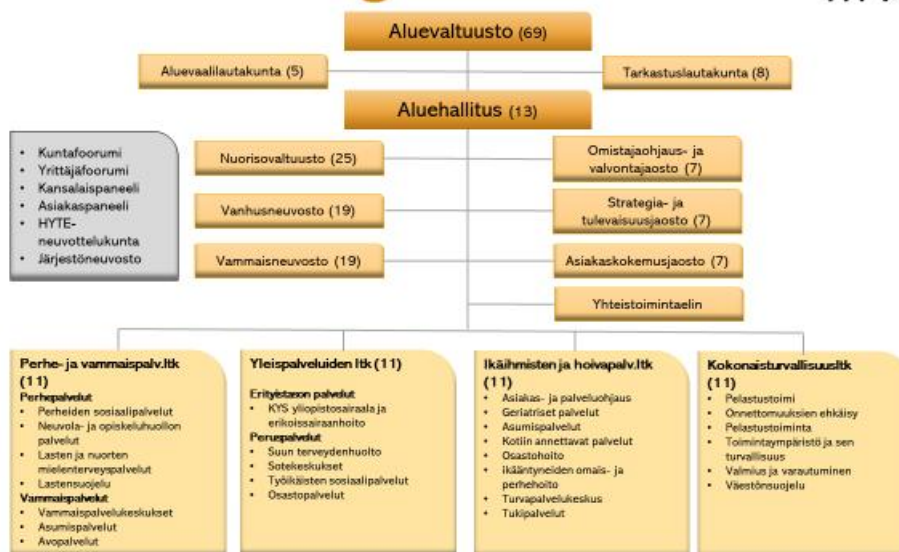 Aluevaltuusto (69)
Aluevaalilautakunta (5)
Tarkastuslautakunta (8)
Aluehallitus (13)
• Kuntafoorumi
• Yrittäjäfoorumi
• Kansalaispaneeli
• Asiakaspaneeli
• HYTE-
neuvottelukunta
• Järjestöneuvosto
Nuorisovaltuusto (25)
Vanhusneuvosto (19)
Vammaisneuvosto (19)
Omistajaohjaus- ja
valvontajaosto (7)
Strategia- ja
tulevaisuusjaosto (7)
Asiakaskokemusjaosto (7)
Yhteistoimintaelin
Perhe- ja vammaispalv.ltk
(11)
Perhepalvelut
• Perheiden sosiaalipalvelut
• Neuvola- ja opiskeluhuollon
palvelut
• Lasten ja nuorten
mielenterveyspalvelut
• Lastensuojelu
Vammaispalvelut
• Vammaispalvelukeskukset
• Asumispalvelut
• Avopalvelut
Yleispalveluiden ltk (11)
Erityistason palvelut
• KYS yliopistosairaala ja
erikoissairaanhoito
Peruspalvelut
• Suun terveydenhuolto
• Sotekeskukset
• Työikäisten sosiaalipalvelut
• Osastopalvelut
Ikäihmisten ja hoivapalv.ltk
(11)
• Asiakas- ja palveluohjaus
• Geriatriset palvelut
• Asumispalvelut
• Kotiin annettavat palvelut
• Osastohoito
• ikääntyneiden omais- ja
perhehoito
• Turvapalvelukeskus
• Tukipalvelut
Kokonaisturvallisuusltk
(11)
• Pelastustoimi
• Onnettomuuksien ehkäisy
• Pelastustoiminta
• Toimintaympäristö ja sen
turvallisuus
• Valmius ja varautuminen
• Väestönsuojelu